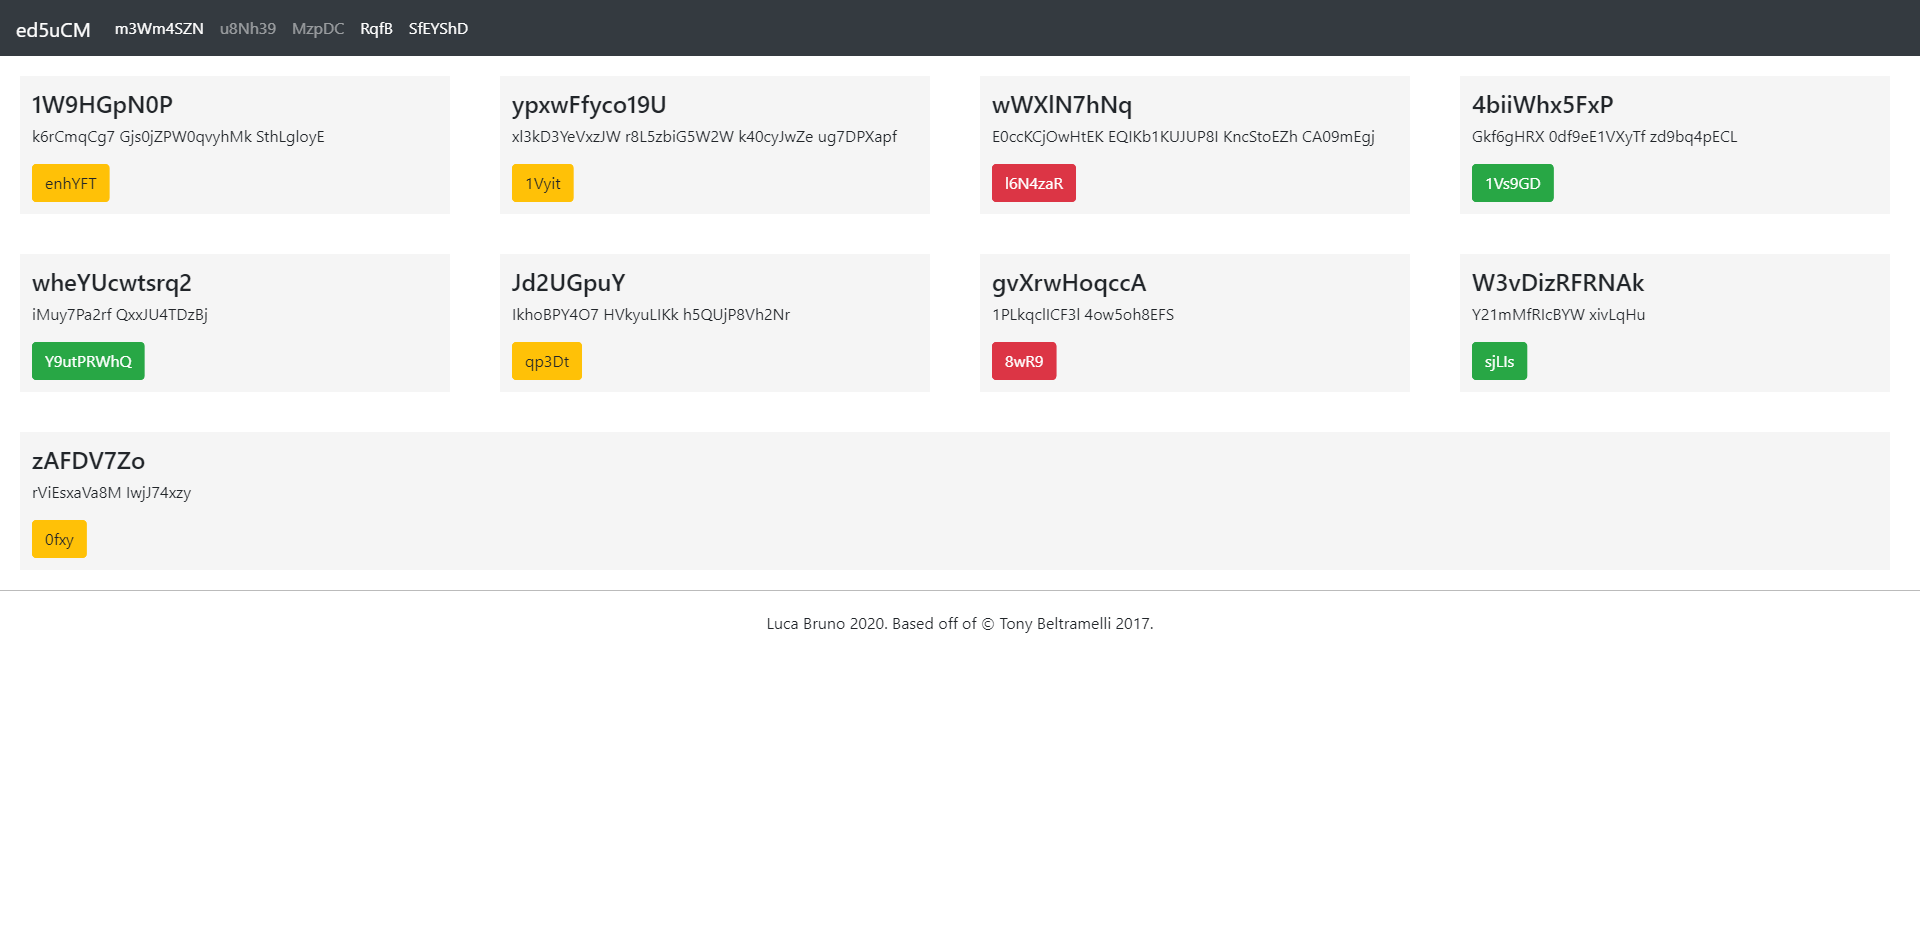 ed5uCM m3Wm4SZN u8Nh39 MzpDC RqfB SfEYShD
1W9HGpN0P
k6rCmqCg7 Gjs0jZPW0qvyhMk SthLgloyE
enhYFT
ypxwFfyco19U
xl3kD3YeVxzJW r8L5zbiG5W2W k40cyJwZe ug7DPXapf
1Vyit
wWXlN7hNq
E0ccKCjOwHtEK EQIKb1KUJUP8I KncStoEZh CA09mEgj
l6N4zaR
4biiWhx5FxP
Gkf6gHRX 0df9eE1VXyTf zd9bq4pECL
1Vs9GD
wheYUcwtsrq2
iMuy7Pa2rf QxxJU4TDzBj
Y9utPRWhQ
Jd2UGpuY
IkhoBPY4O7 HVkyuLIKk h5QUjP8Vh2Nr
qp3Dt
gvXrwHoqccA
1PLkqclICF3l 4ow5oh8EFS
8wR9
W3vDizRFRNAk
Y21mMfRIcBYW xivLqHu
sjLIs
zAFDV7Zo
rViEsxaVa8M IwjJ74xzy
0fxy
Luca Bruno 2020. Based off of © Tony Beltramelli 2017.